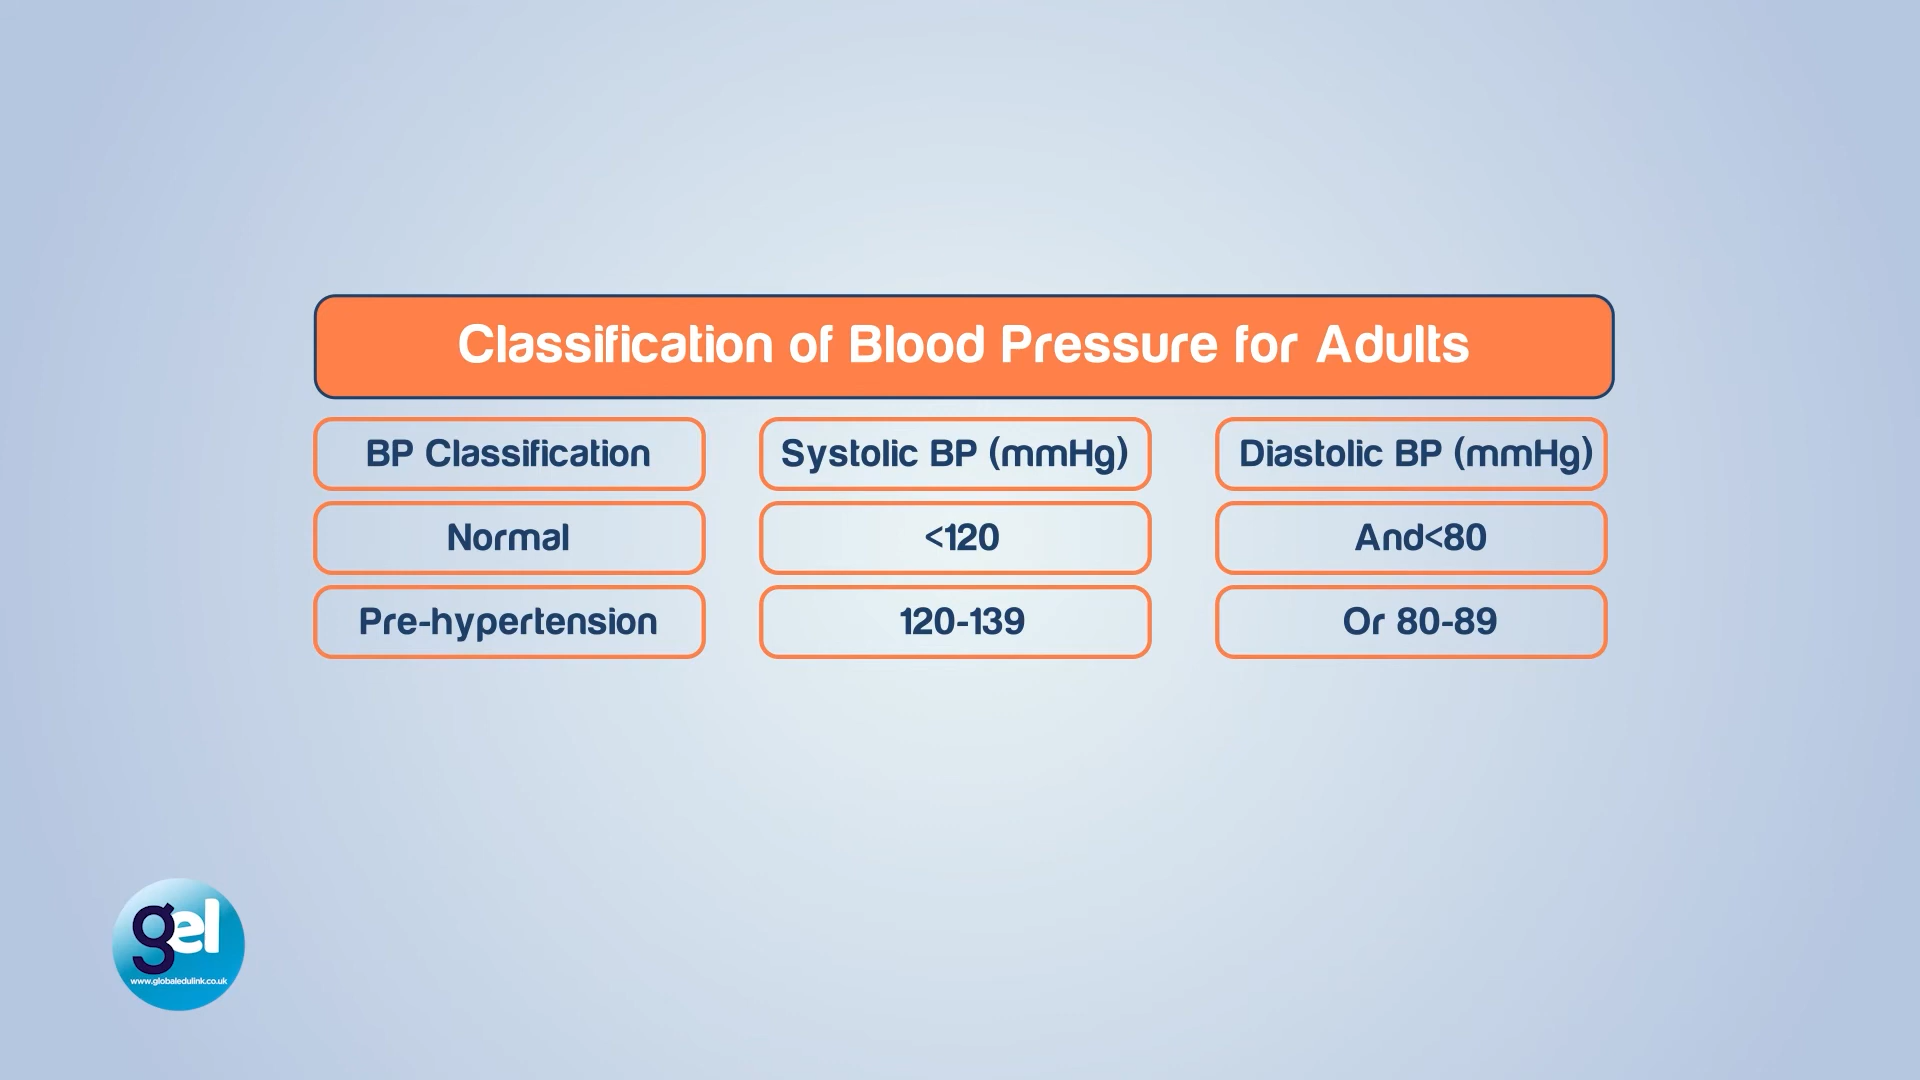 Classification of Blood Pressure for Adults
BP Classification Systolic BP (mmHg) Diastolic BP (mmHg)
Normal <120 And<80
Pre-hypertension 120-139 Or 80-89
gel
www.globaledulink.co.uk